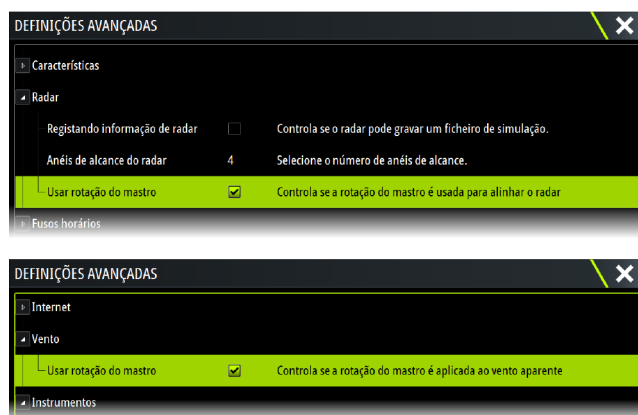 DEFINIÇÕES AVANÇADAS
Características
Radar
Registando informação de radar Controla se o radar pode gravar um ficheiro de simulação.
Anéis de alcance do radar 4 Selecione o número de anéis de alcance.
Usar rotação do mastro Controla se a rotação do mastro é usada para alinhar o radar
Fusos horários
DEFINIÇÕES AVANÇADAS
Internet
Vento
Usar rotação do mastro Controla se a rotação do mastro é aplicada ao vento aparente
Instrumentos